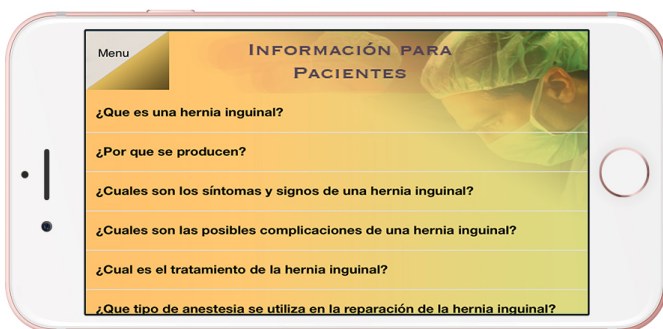 Menu
INFORMACIÓN PARA
PACIENTES
¿Que es una hernia inguinal?
¿Por que se producen?
¿Cuales son los síntomas y signos de una hernia inguinal?
¿Cuales son las posibles complicaciones de una hernia inguinal?
¿Cual es el tratamiento de la hernia inguinal?
¿Que tipo de anestesia se utiliza en la reparación de la hernia inguinal?